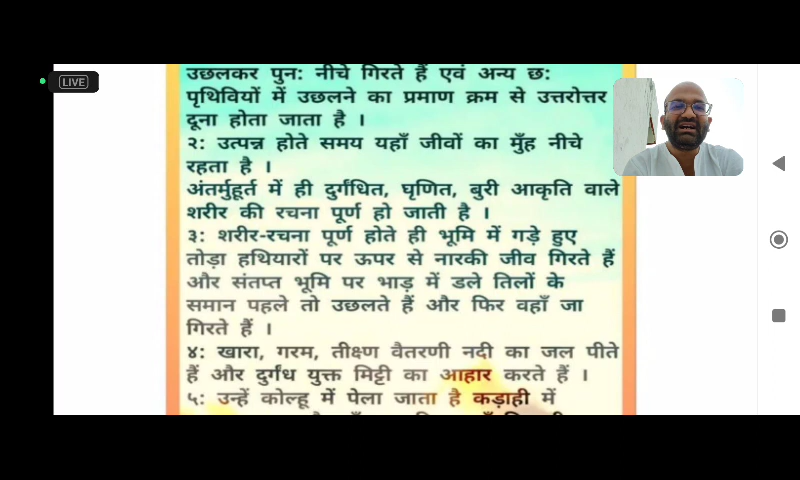 LIVE
उछलकर पुन: नीचे गिरते हैं एवं अन्य छ:
पृथिवियों में उछलने का प्रमाण क्रम से उत्तरोत्तर
दूना होता जाता है ।
२: उत्पन्न होते समय यहाँ जीवों का मुँह नीचे
रहता है ।
अंतर्मुहूर्त में ही दुर्गंधित, घृणित, बुरी आकृति वाले
शरीर की रचना पूर्ण हो जाती है ।
३: शरीर-रचना पूर्ण होते ही भूमि में गड़े हुए
तोड़ा हथियारों पर ऊपर से नारकी जीव गिरते हैं
और संतप्त भूमि पर भाड़ में डले तिलों के
समान पहले तो उछलते हैं और फिर वहाँ जा
गिरते हैं ।
४: खारा, गरम, तीक्ष्ण वैतरणी नदी का जल पीते
हैं और दुर्गंध युक्त मिट्टी का आहार करते हैं ।
५: उन्हें कोल्हू में पेला जाता है कड़ाही में